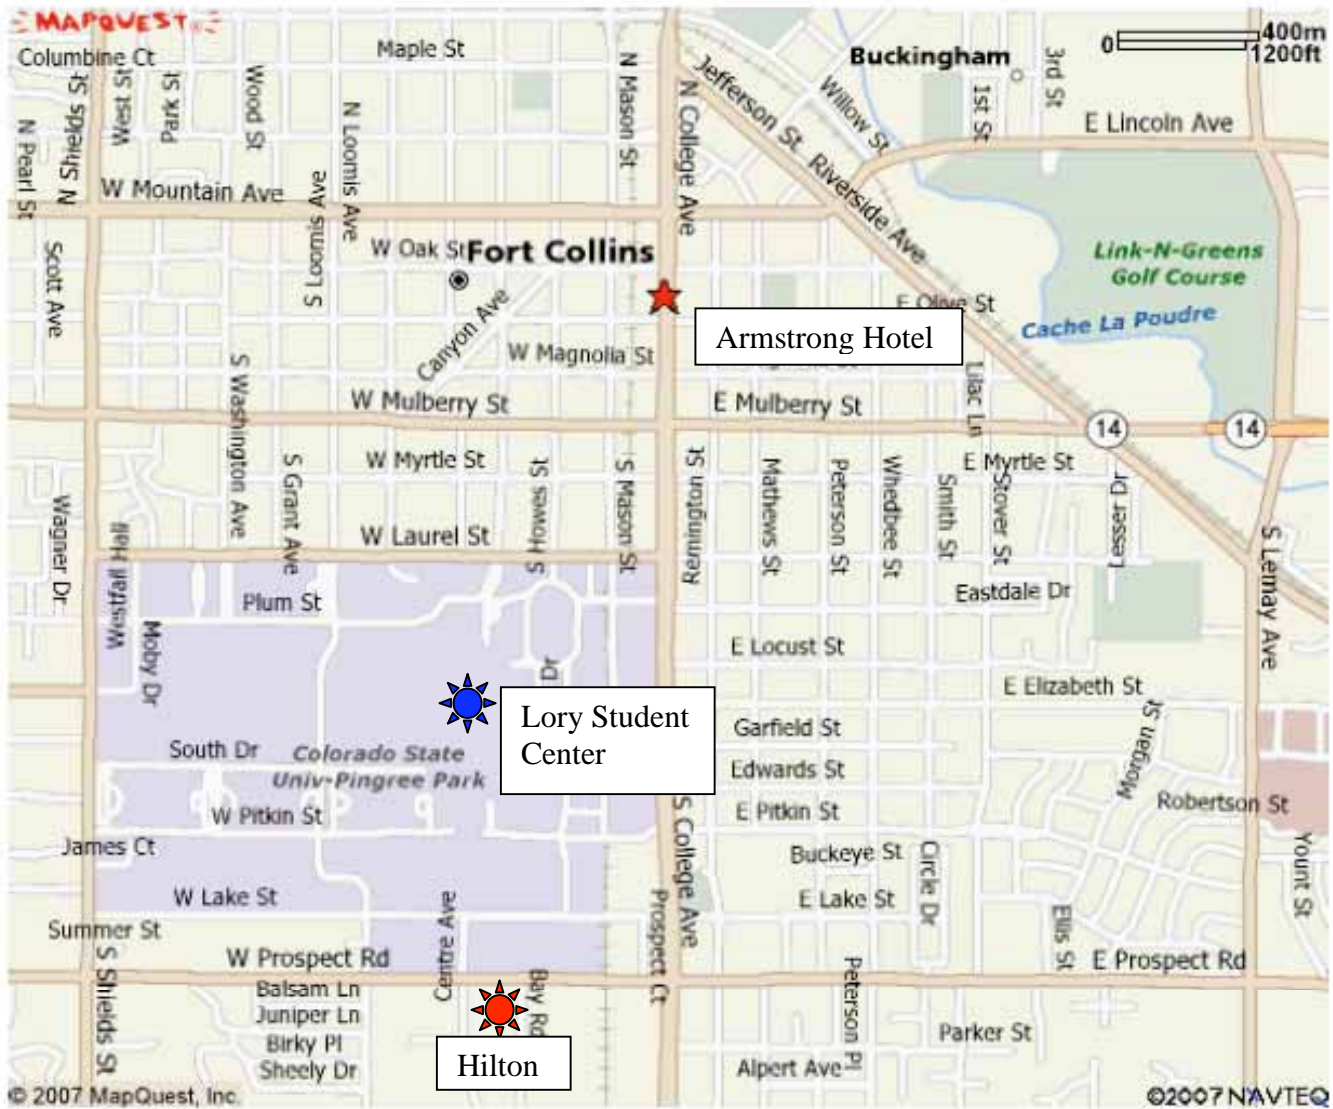 MAPQUEST
Columbine Ct
Maple St
Buckingham
0
400m
1200ft
N Pearl St
N Shields St
West St
Park St
Wood St
N Loomis Ave
N Mason St
N College Ave
Jefferson St
Willow St
1st St
3rd St
E Lincoln Ave
W Mountain Ave
Riverside Ave
Scott Ave
S Loomis Ave
W Oak St
Fort Collins
Link-N-Greens
Golf Course
Cache La Poudre
Canyon Ave
E Olive St
Armstrong Hotel
W Magnolia St
S Washington Ave
W Mulberry St
E Mulberry St
Lilac Ln
14
14
W Myrtle St
E Myrtle St
Wagner Dr
Westfall Hall
S Grant Ave
W Laurel St
S Howes St
S Mason St
Remington St
Mathews St
Peterson St
Whedbee St
Smith St
Stover St
Lesser Dr
S Lemay Ave
Plum St
Eastdale Dr
Moby Dr
E Locust St
Dr
E Elizabeth St
Lory Student
Center
Garfield St
Morgan St
South Dr
Colorado State
Univ-Pingree Park
Edwards St
W Pitkin St
E Pitkin St
Robertson St
James Ct
S College Ave
Buckeye St
Circle Dr
Yount St
W Lake St
E Lake St
Summer St
Centre Ave
Prospect Ct
Ellis St
W Prospect Rd
E Prospect Rd
S Shields St
Balsam Ln
Juniper Ln
Birky Pl
Sheely Dr
Bay Rd
Peterson Pl
Parker St
Hilton
Alpert Ave
© 2007 MapQuest, Inc.
©2007 NAVTEQ